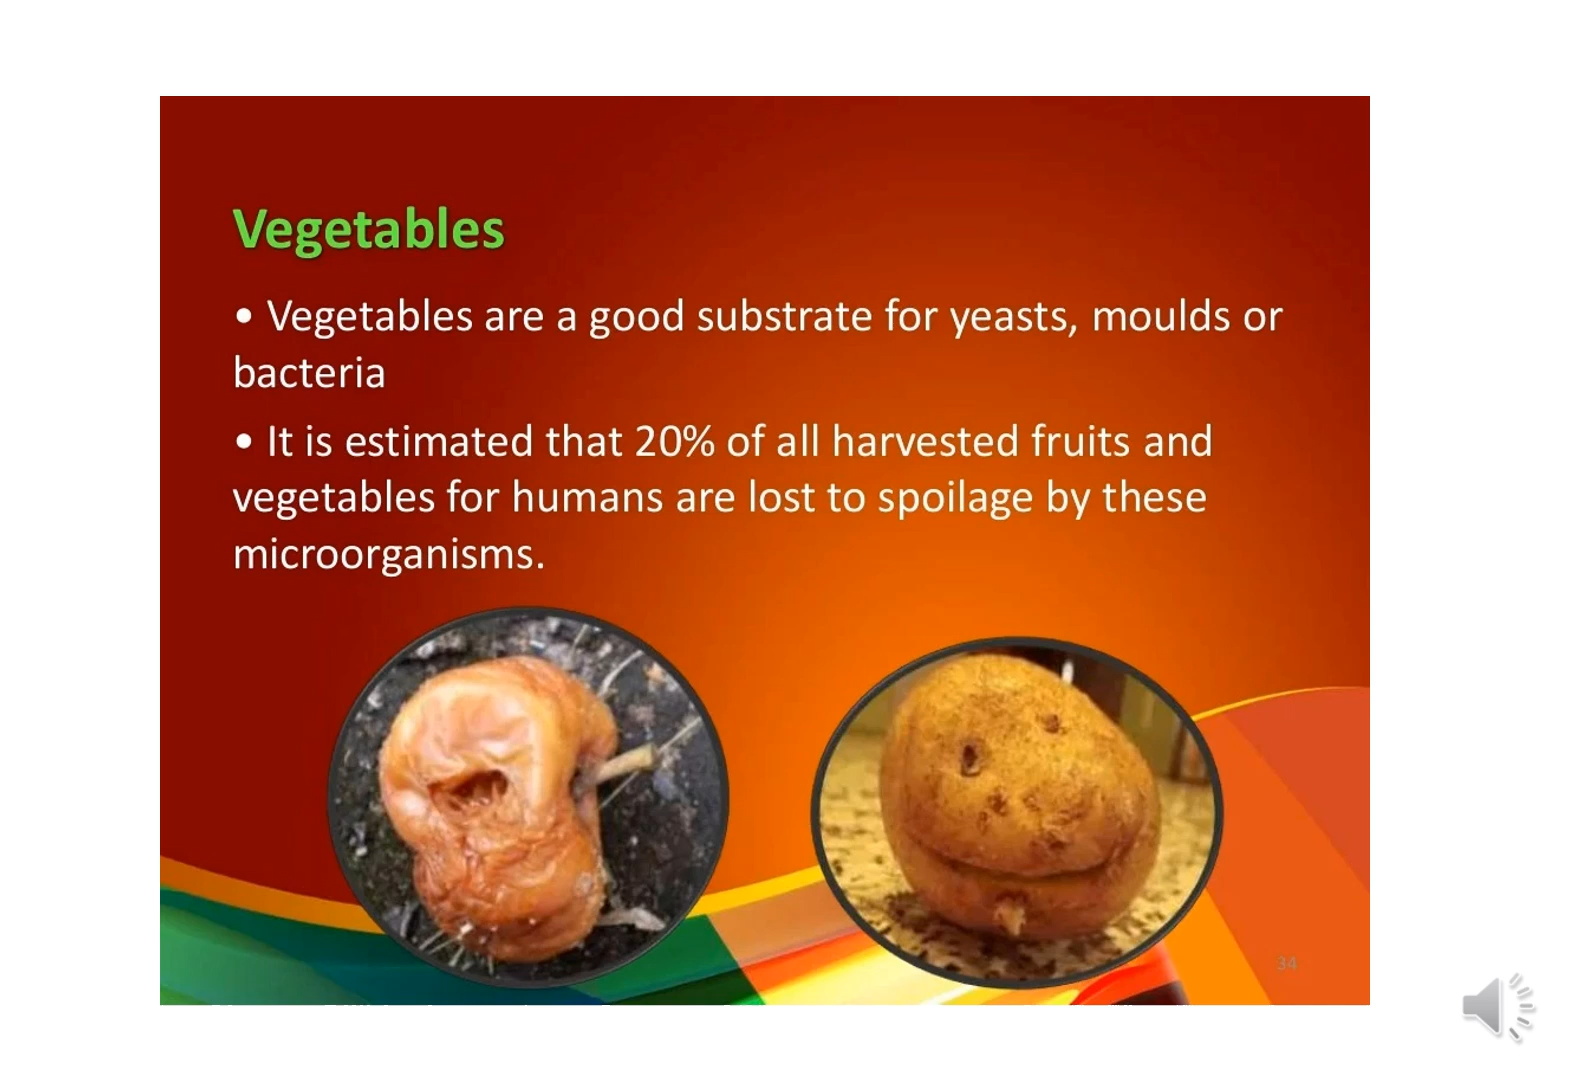 Vegetables
• Vegetables are a good substrate for yeasts, moulds or
bacteria
• It is estimated that 20% of all harvested fruits and
vegetables for humans are lost to spoilage by these
microorganisms.
34